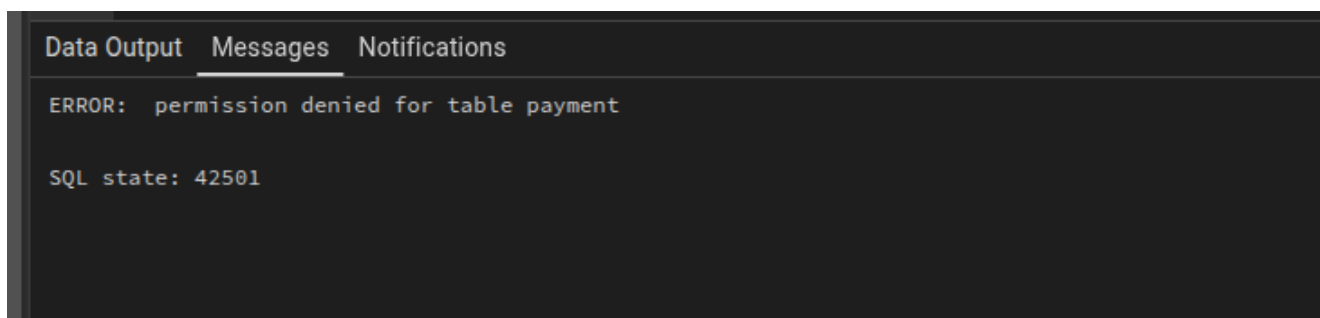 Data Output Messages Notifications
ERROR:  permission denied for table payment
SQL state: 42501